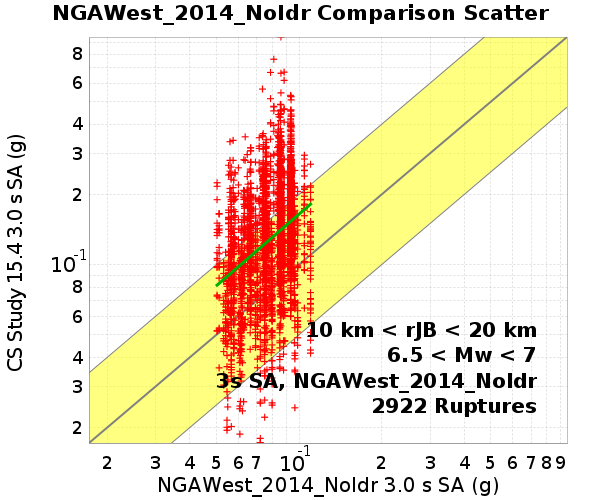 NGAWest_2014_NoIdr Comparison Scatter
8
6
4
3
2
10-1
8
6
4
3
2
CS Study 15.4 3.0 s SA (g)
10 km < rJB < 20 km
6.5 < Mw < 7
3s SA, NGAWest_2014_NoIdr
2922 Ruptures
2 3 4 5 6 7 10-1 2 3 4 5 6 7 8 9
NGAWest_2014_NoIdr 3.0 s SA (g)